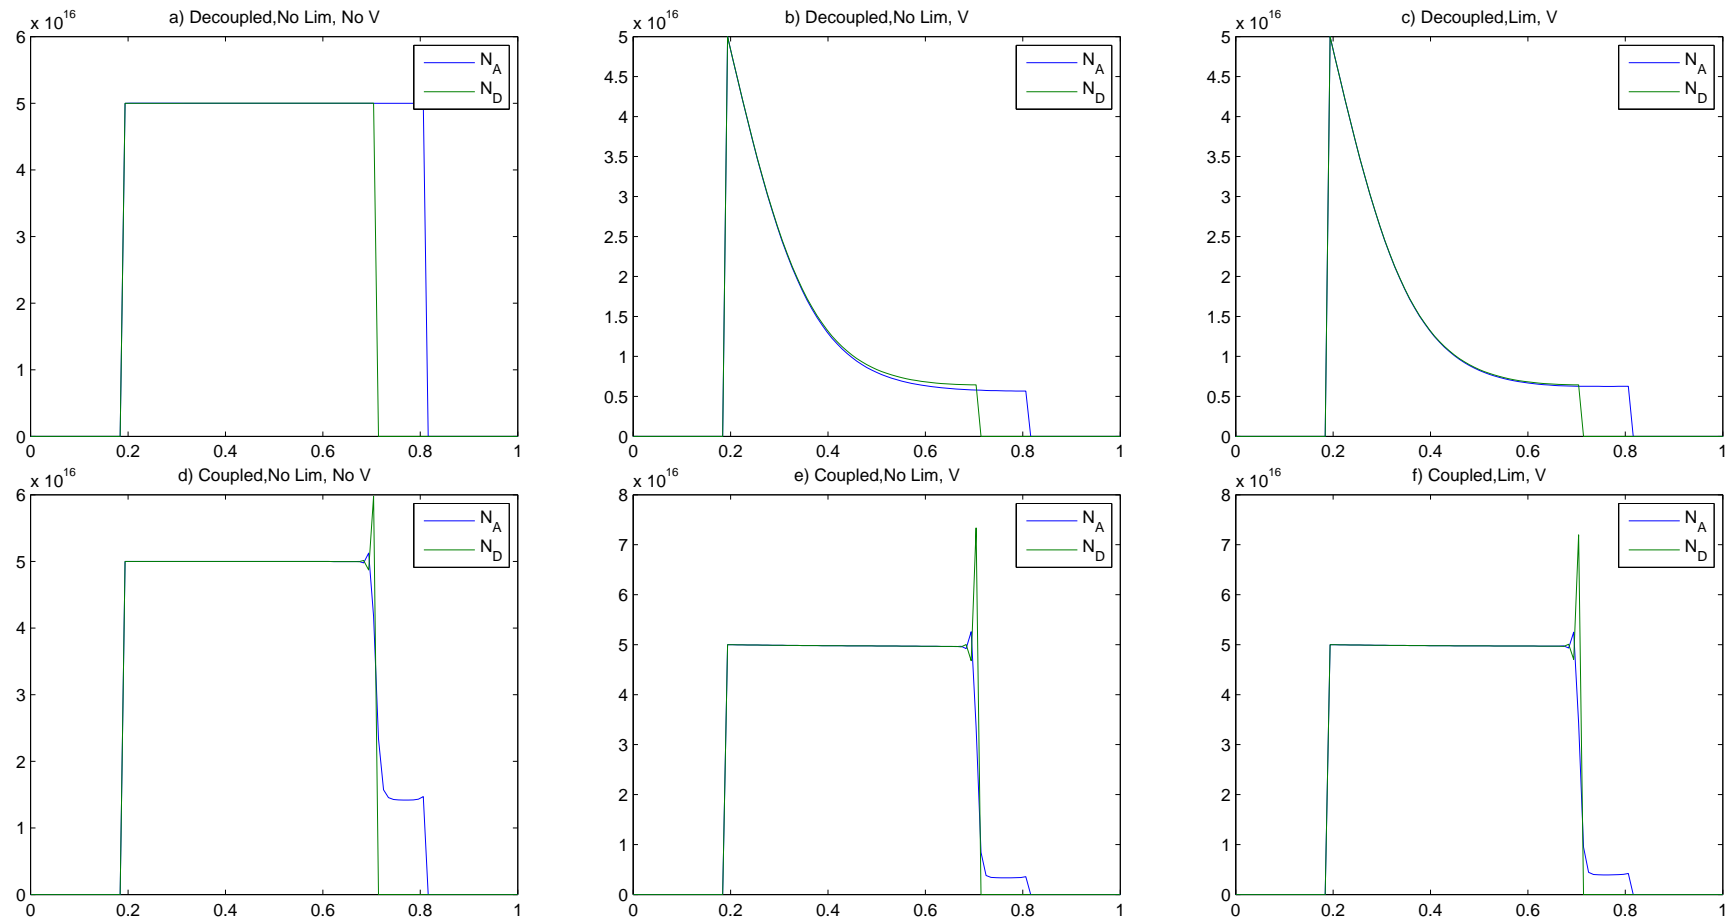 a) Decoupled,No Lim, No V
x 10^16
6
5
4
3
2
1
0
0 0.2 0.4 0.6 0.8 1
N_A
N_D
b) Decoupled,No Lim, V
x 10^16
5
4.5
4
3.5
3
2.5
2
1.5
1
0.5
0
0 0.2 0.4 0.6 0.8 1
N_A
N_D
c) Decoupled,Lim, V
x 10^16
5
4.5
4
3.5
3
2.5
2
1.5
1
0.5
0
0 0.2 0.4 0.6 0.8 1
N_A
N_D
d) Coupled,No Lim, No V
x 10^16
6
5
4
3
2
1
0
0 0.2 0.4 0.6 0.8 1
N_A
N_D
e) Coupled,No Lim, V
x 10^16
8
7
6
5
4
3
2
1
0
0 0.2 0.4 0.6 0.8 1
N_A
N_D
f) Coupled,Lim, V
x 10^16
8
7
6
5
4
3
2
1
0
0 0.2 0.4 0.6 0.8 1
N_A
N_D